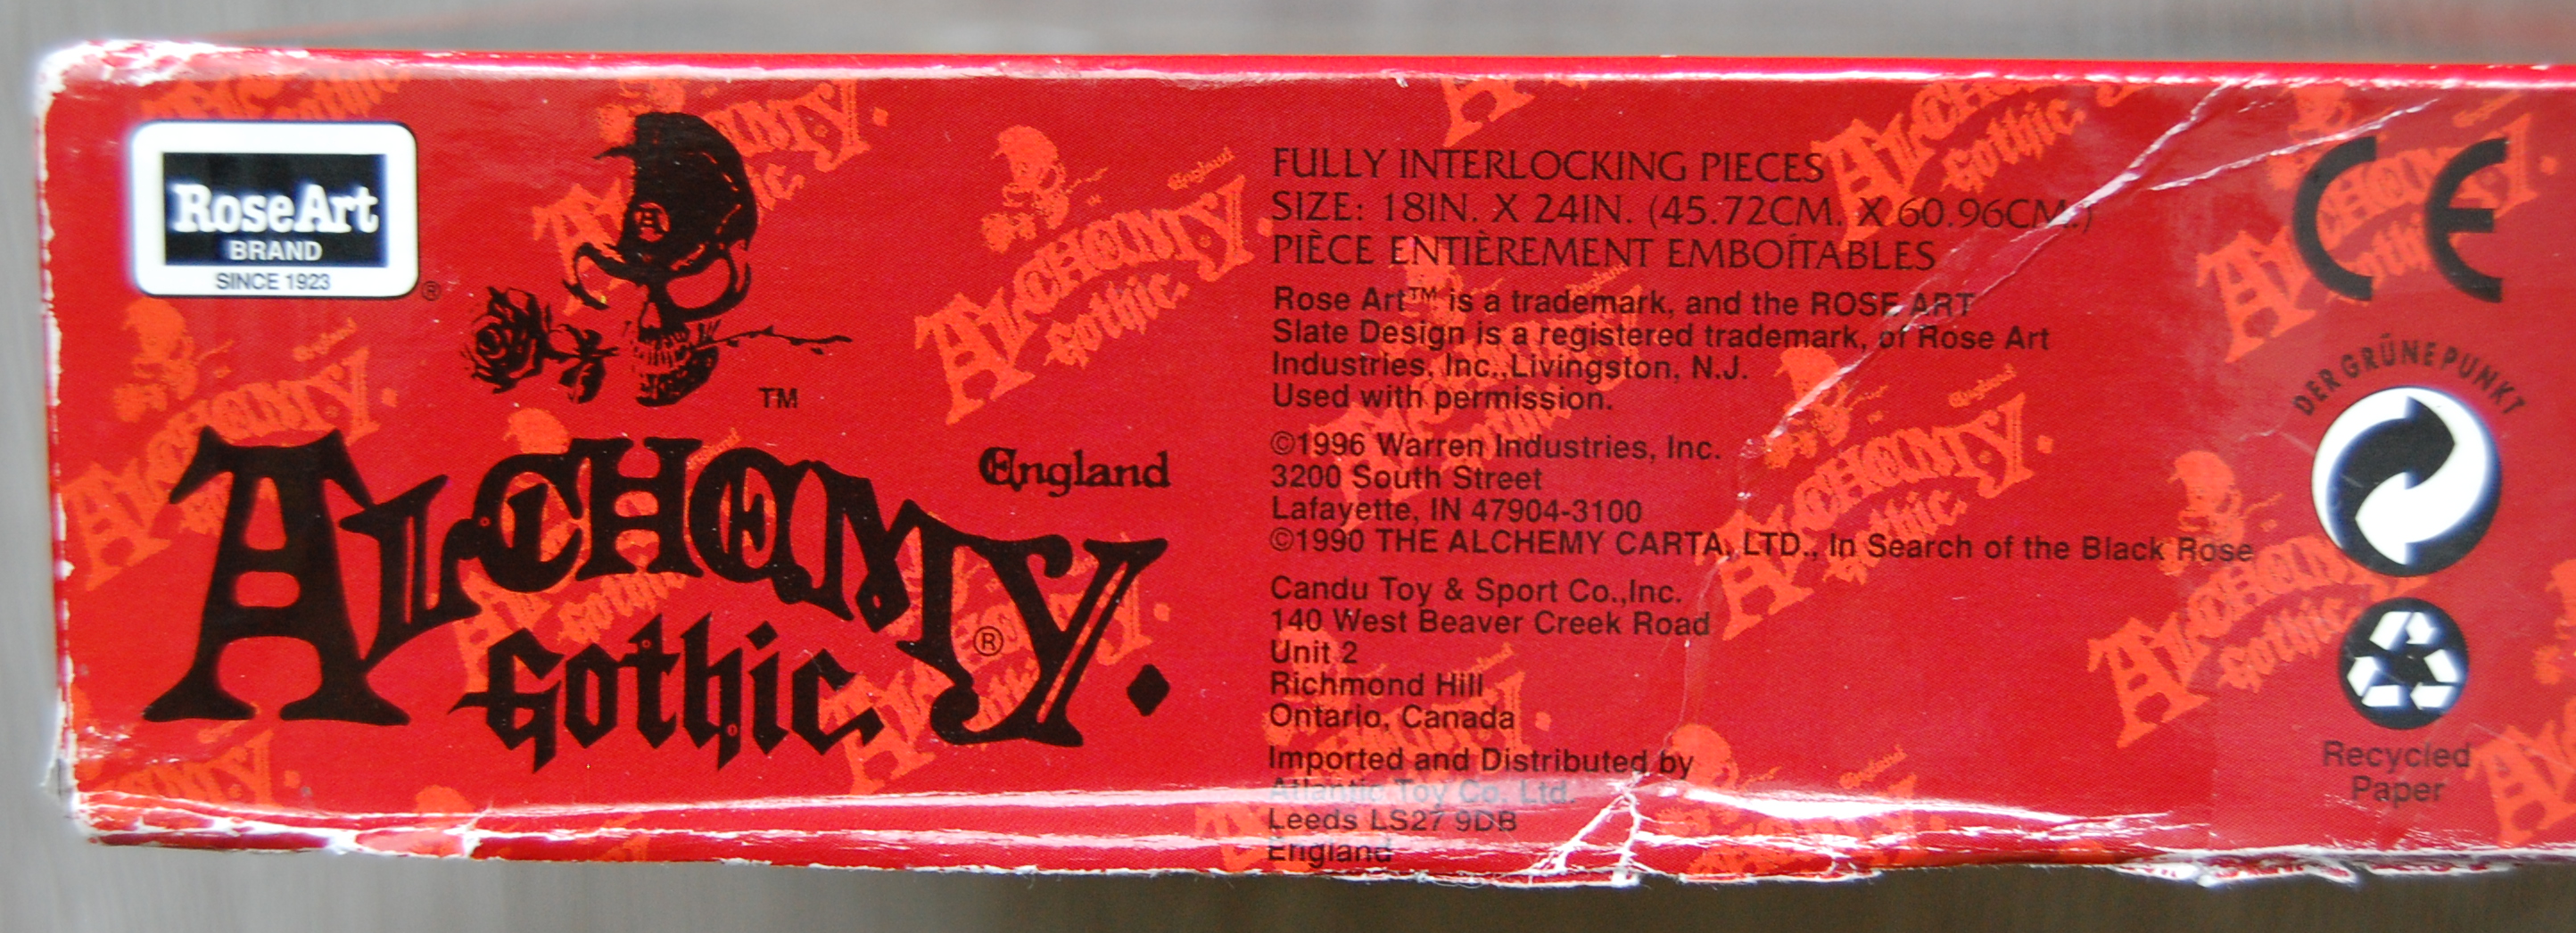 RoseArt
BRAND
SINCE 1923
®
TM
ALCHEMY
England
Gothic
®
FULLY INTERLOCKING PIECES
SIZE: 18IN. X 24IN. (45.72CM. X 60.96CM.)
PIÈCE ENTIÈREMENT EMBOÎTABLES
Rose Art™ is a trademark, and the ROSE ART
Slate Design is a registered trademark, of Rose Art
Industries, Inc.,Livingston, N.J.
Used with permission.
©1996 Warren Industries, Inc.
3200 South Street
Lafayette, IN 47904-3100
©1990 THE ALCHEMY CARTA, LTD., In Search of the Black Rose
Candu Toy & Sport Co.,Inc.
140 West Beaver Creek Road
Unit 2
Richmond Hill
Ontario, Canada
Imported and Distributed by
Atlantic Toy Co. Ltd.
Leeds LS27 9DB
England
CE
DER GRÜNE PUNKT
Recycled
Paper